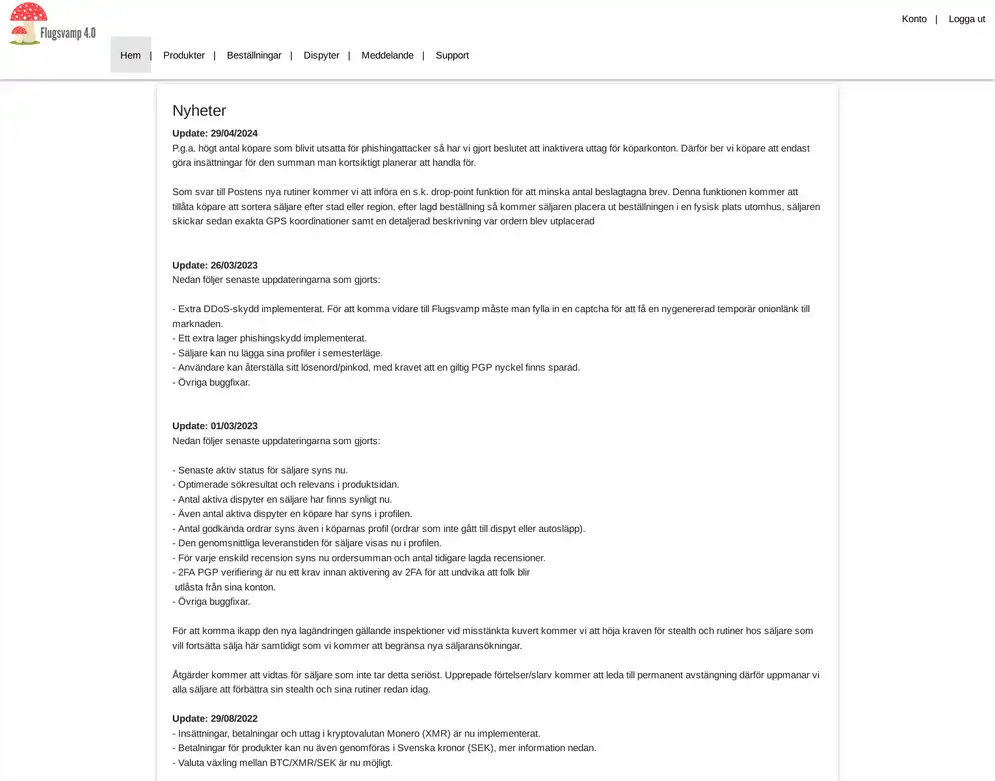 Flugsvamp 4.0
Konto | Logga ut
Hem | Produkter | Beställningar | Dispyter | Meddelande | Support
Nyheter
Update: 29/04/2024
P.g.a. högt antal köpare som blivit utsatta för phishingattacker så har vi gjort beslutet att inaktivera uttag för köparkonton. Därför ber vi köpare att endast
göra insättningar för den summan man kortsiktigt planerar att handla för.
Som svar till Postens nya rutiner kommer vi att införa en s.k. drop-point funktion för att minska antal beslagtagna brev. Denna funktionen kommer att
tillåta köpare att sortera säljare efter stad eller region, efter lagd beställning så kommer säljaren placera ut beställningen i en fysisk plats utomhus, säljaren
skickar sedan exakta GPS koordinationer samt en detaljerad beskrivning var ordern blev utplacerad
Update: 26/03/2023
Nedan följer senaste uppdateringarna som gjorts:
- Extra DDoS-skydd implementerat. För att komma vidare till Flugsvamp måste man fylla in en captcha för att få en nygenererad temporär onionlänk till
marknaden.
- Ett extra lager phishingskydd implementerat.
- Säljare kan nu lägga sina profiler i semesterläge.
- Användare kan återställa sitt lösenord/pinkod, med kravet att en giltig PGP nyckel finns sparad.
- Övriga buggfixar.
Update: 01/03/2023
Nedan följer senaste uppdateringarna som gjorts:
- Senaste aktiv status för säljare syns nu.
- Optimerade sökresultat och relevans i produktsidan.
- Antal aktiva dispyter en säljare har finns synligt nu.
- Även antal aktiva dispyter en köpare har syns i profilen.
- Antal godkända ordrar syns även i köparnas profil (ordrar som inte gått till dispyt eller autosläpp).
- Den genomsnittliga leveranstiden för säljare visas nu i profilen.
- För varje enskild recension syns nu ordersumman och antal tidigare lagda recensioner.
- 2FA PGP verifiering är nu ett krav innan aktivering av 2FA för att undvika att folk blir
utlåsta från sina konton.
- Övriga buggfixar.
För att komma ikapp den nya lagändringen gällande inspektioner vid misstänkta kuvert kommer vi att höja kraven för stealth och rutiner hos säljare som
vill fortsätta sälja här samtidigt som vi kommer att begränsa nya säljaransökningar.
Åtgärder kommer att vidtas för säljare som inte tar detta seriöst. Upprepade förtelser/slarv kommer att leda till permanent avstängning därför uppmanar vi
alla säljare att förbättra sin stealth och sina rutiner redan idag.
Update: 29/08/2022
- Insättningar, betalningar och uttag i kryptovalutan Monero (XMR) är nu implementerat.
- Betalningar för produkter kan nu även genomföras i Svenska kronor (SEK), mer information nedan.
- Valuta växling mellan BTC/XMR/SEK är nu möjligt.